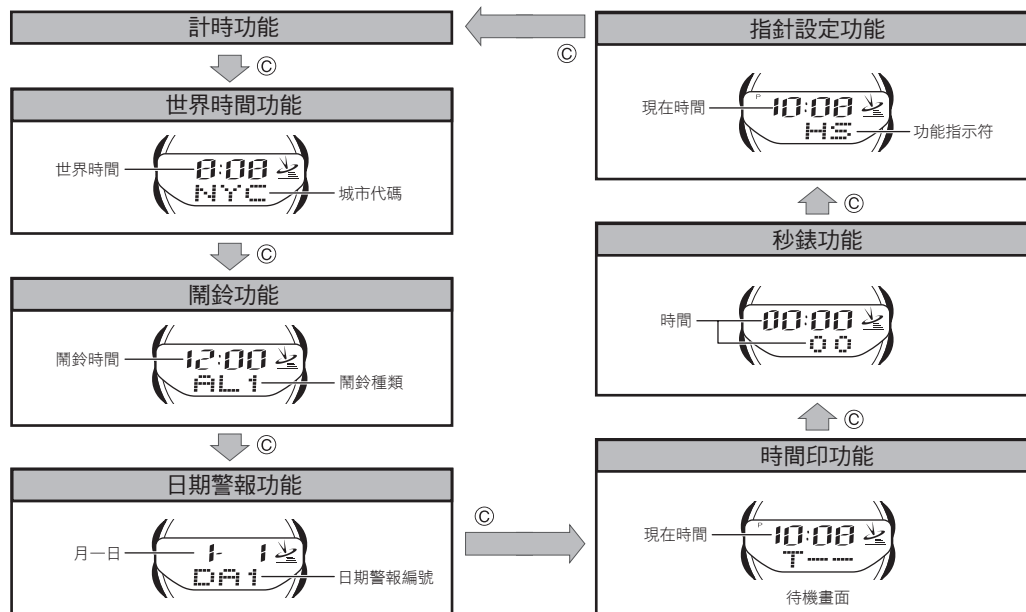 計時功能
Ⓒ
世界時間功能
世界時間
8:08
NYC
城市代碼
Ⓒ
鬧鈴功能
鬧鈴時間
12:00
AL1
鬧鈴種類
Ⓒ
日期警報功能
月－日
1- 1
DA1
日期警報編號
Ⓒ
時間印功能
現在時間
P 10:08
T--
待機畫面
Ⓒ
秒錶功能
時間
00:00
00
Ⓒ
指針設定功能
現在時間
P 10:08
HS
功能指示符
Ⓒ